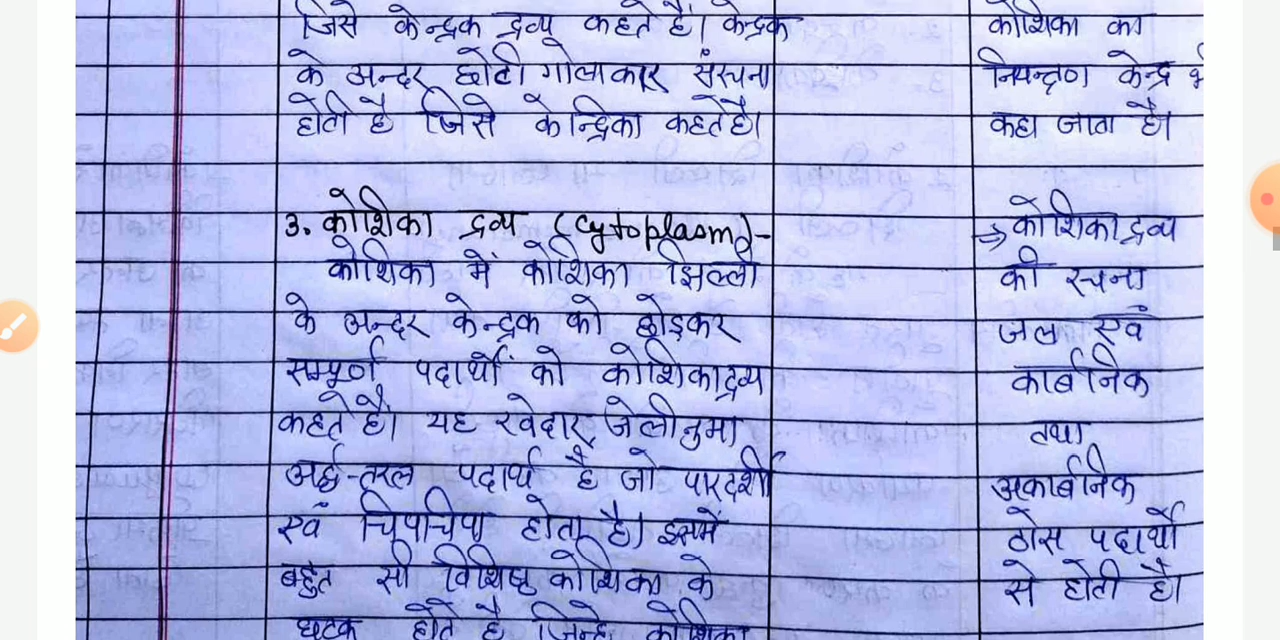 जिसे केन्द्रक द्रव्य कहते हैं। केन्द्रक
के अन्दर छोटी गोलाकार संरचना
होती है जिसे केन्द्रिका कहते है।
3. कोशिका द्रव्य (Cytoplasm)-
कोशिका में कोशिका झिल्ली
के अन्दर केन्द्रक को छोड़कर
सम्पूर्ण पदार्थों को कोशिकाद्रव्य
कहते है। यह रवेदार, जेलीनुमा
अर्द्ध-तरल पदार्थ है जो पारदर्शी
एवं चिपचिपा होता है। इसमें
बहुत सी विशिष्ट कोशिका के
घटक होते है जिन्हे कोशिका
कोशिका का
नियन्त्रण केन्द्र भी
कहा जाता है।
→ कोशिका द्रव्य
की रचना
जल एवं
कार्बनिक
तथा
अकार्बनिक
ठोस पदार्थो
से होती है।